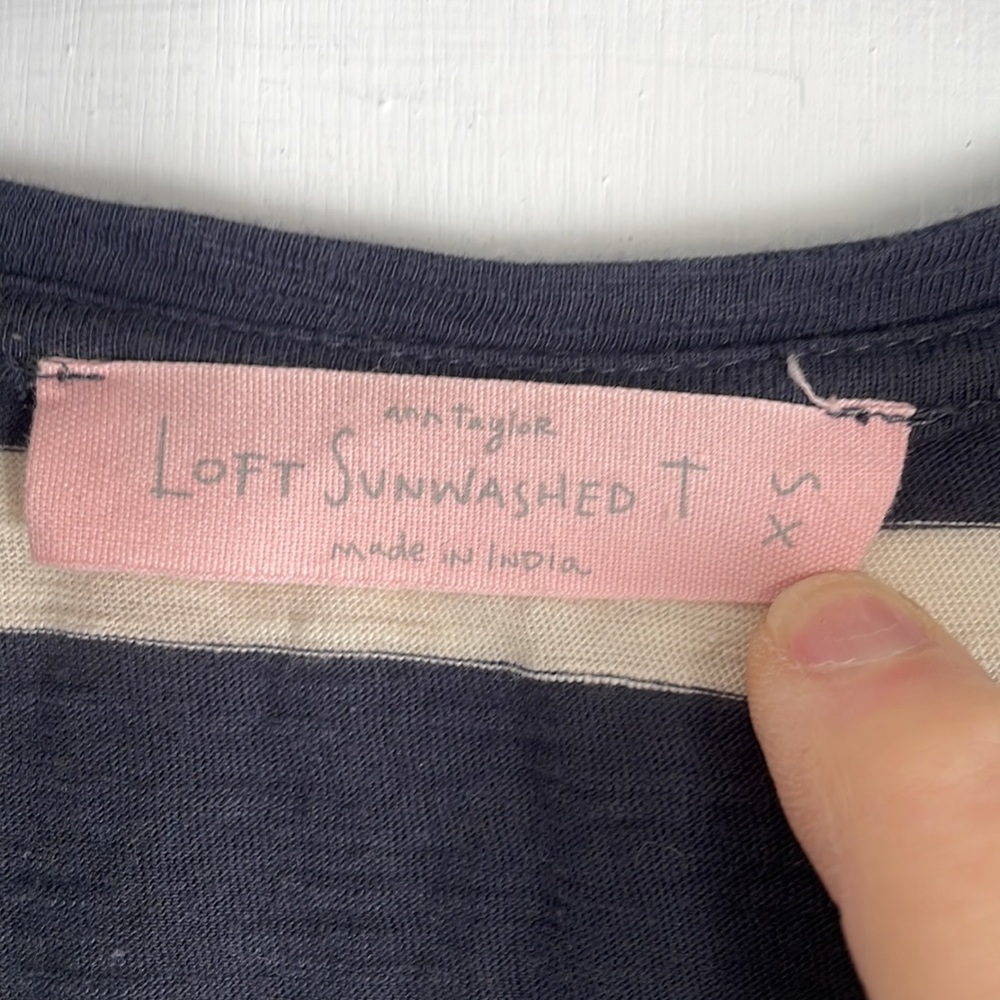 ann Taylor
LOFT SUNWASHED T
made in INDIA
XS